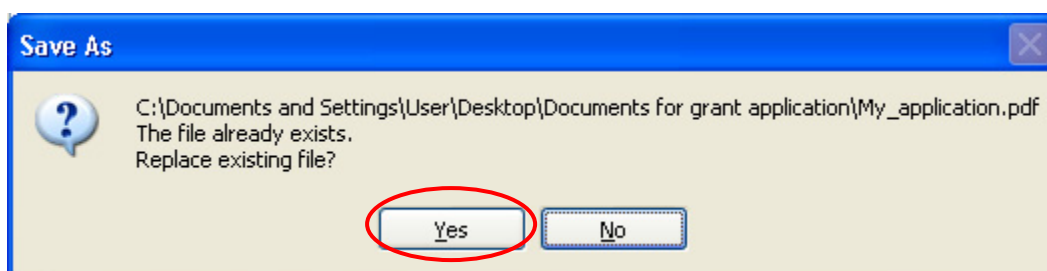 Save As
C:\Documents and Settings\User\Desktop\Documents for grant application\My_application.pdf
The file already exists.
Replace existing file?
Yes No